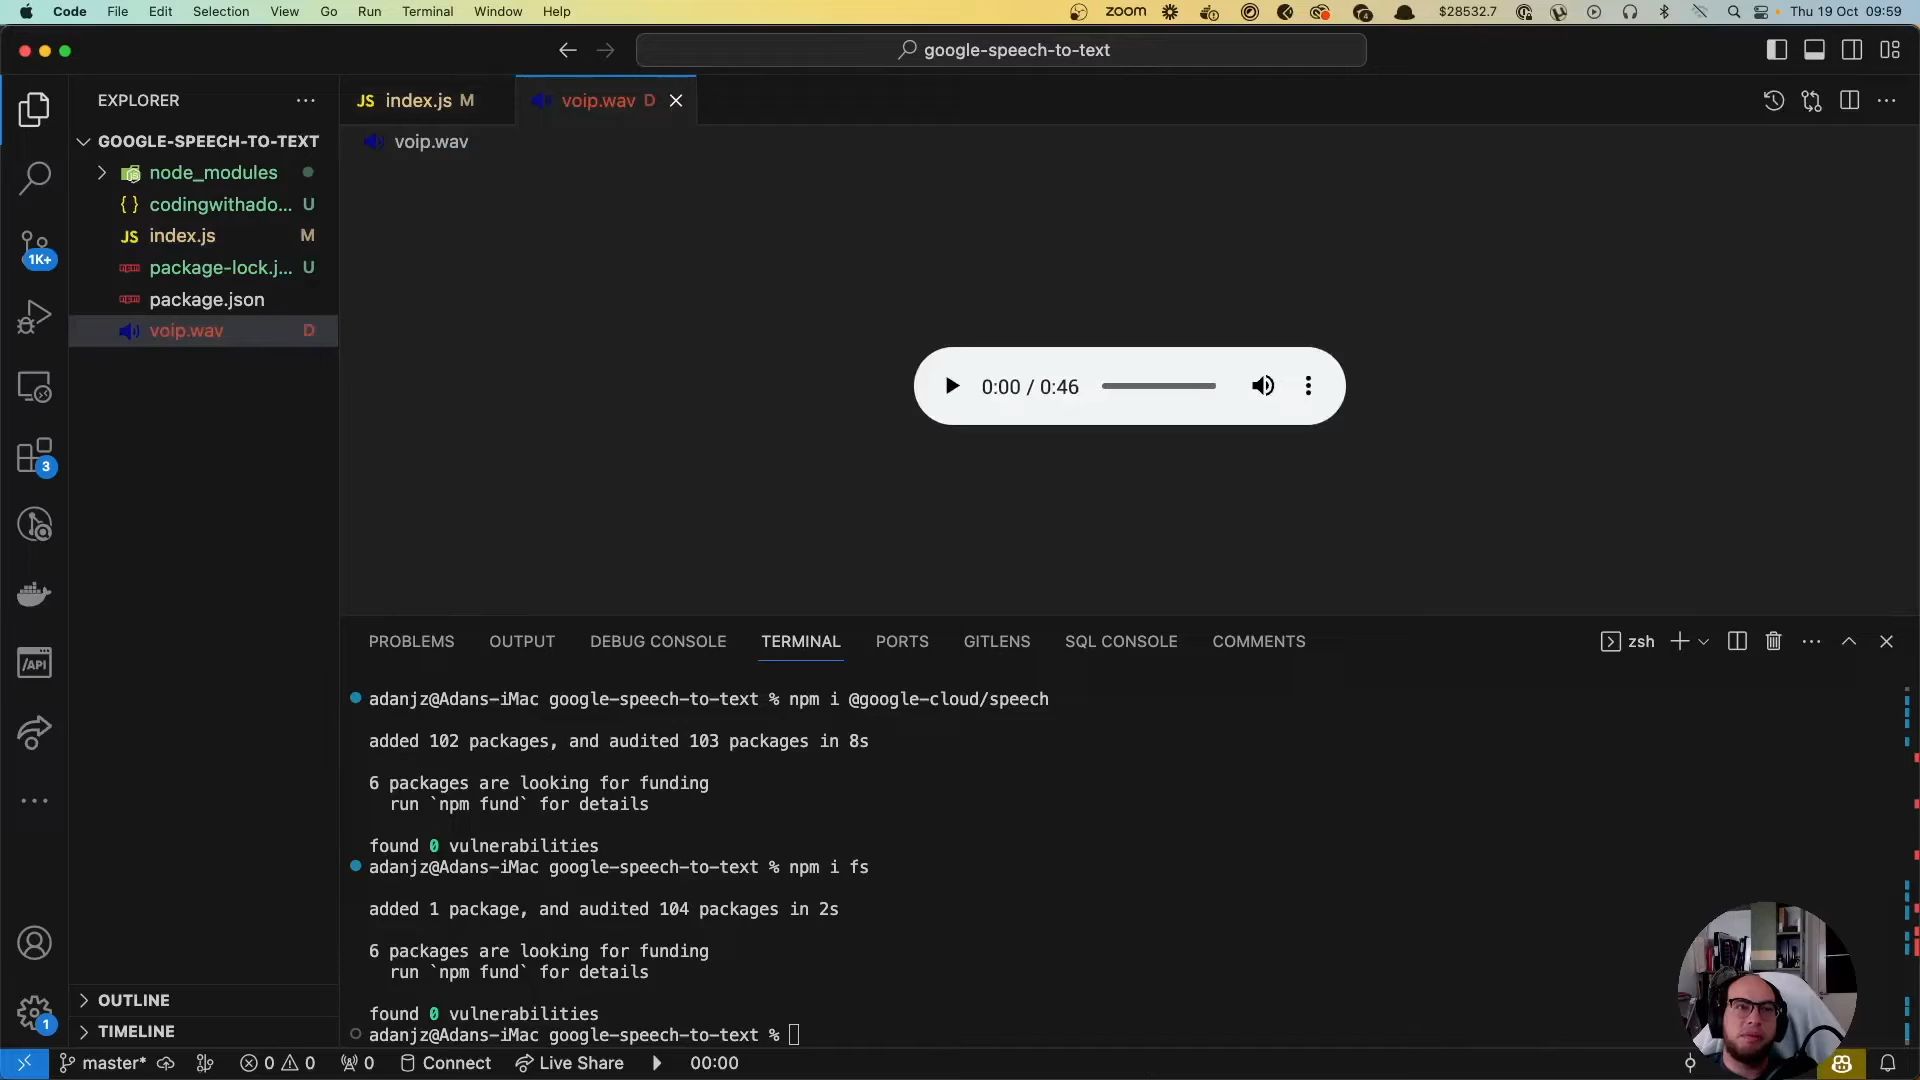 Code File Edit Selection View Go Run Terminal Window Help
zoom 4 $28532.7 Thu 19 Oct 09:59
google-speech-to-text
EXPLORER
JS index.js M
voip.wav D
GOOGLE-SPEECH-TO-TEXT
voip.wav
node_modules
{ } codingwithado... U
JS index.js M
package-lock.j... U
package.json
voip.wav D
1K+
3
/API
1
0:00 / 0:46
PROBLEMS OUTPUT DEBUG CONSOLE TERMINAL PORTS GITLENS SQL CONSOLE COMMENTS
zsh
adanjz@Adans-iMac google-speech-to-text % npm i @google-cloud/speech
added 102 packages, and audited 103 packages in 8s
6 packages are looking for funding
run `npm fund` for details
found 0 vulnerabilities
adanjz@Adans-iMac google-speech-to-text % npm i fs
added 1 package, and audited 104 packages in 2s
6 packages are looking for funding
run `npm fund` for details
found 0 vulnerabilities
adanjz@Adans-iMac google-speech-to-text %
OUTLINE
TIMELINE
master* 0 0 0 Connect Live Share 00:00